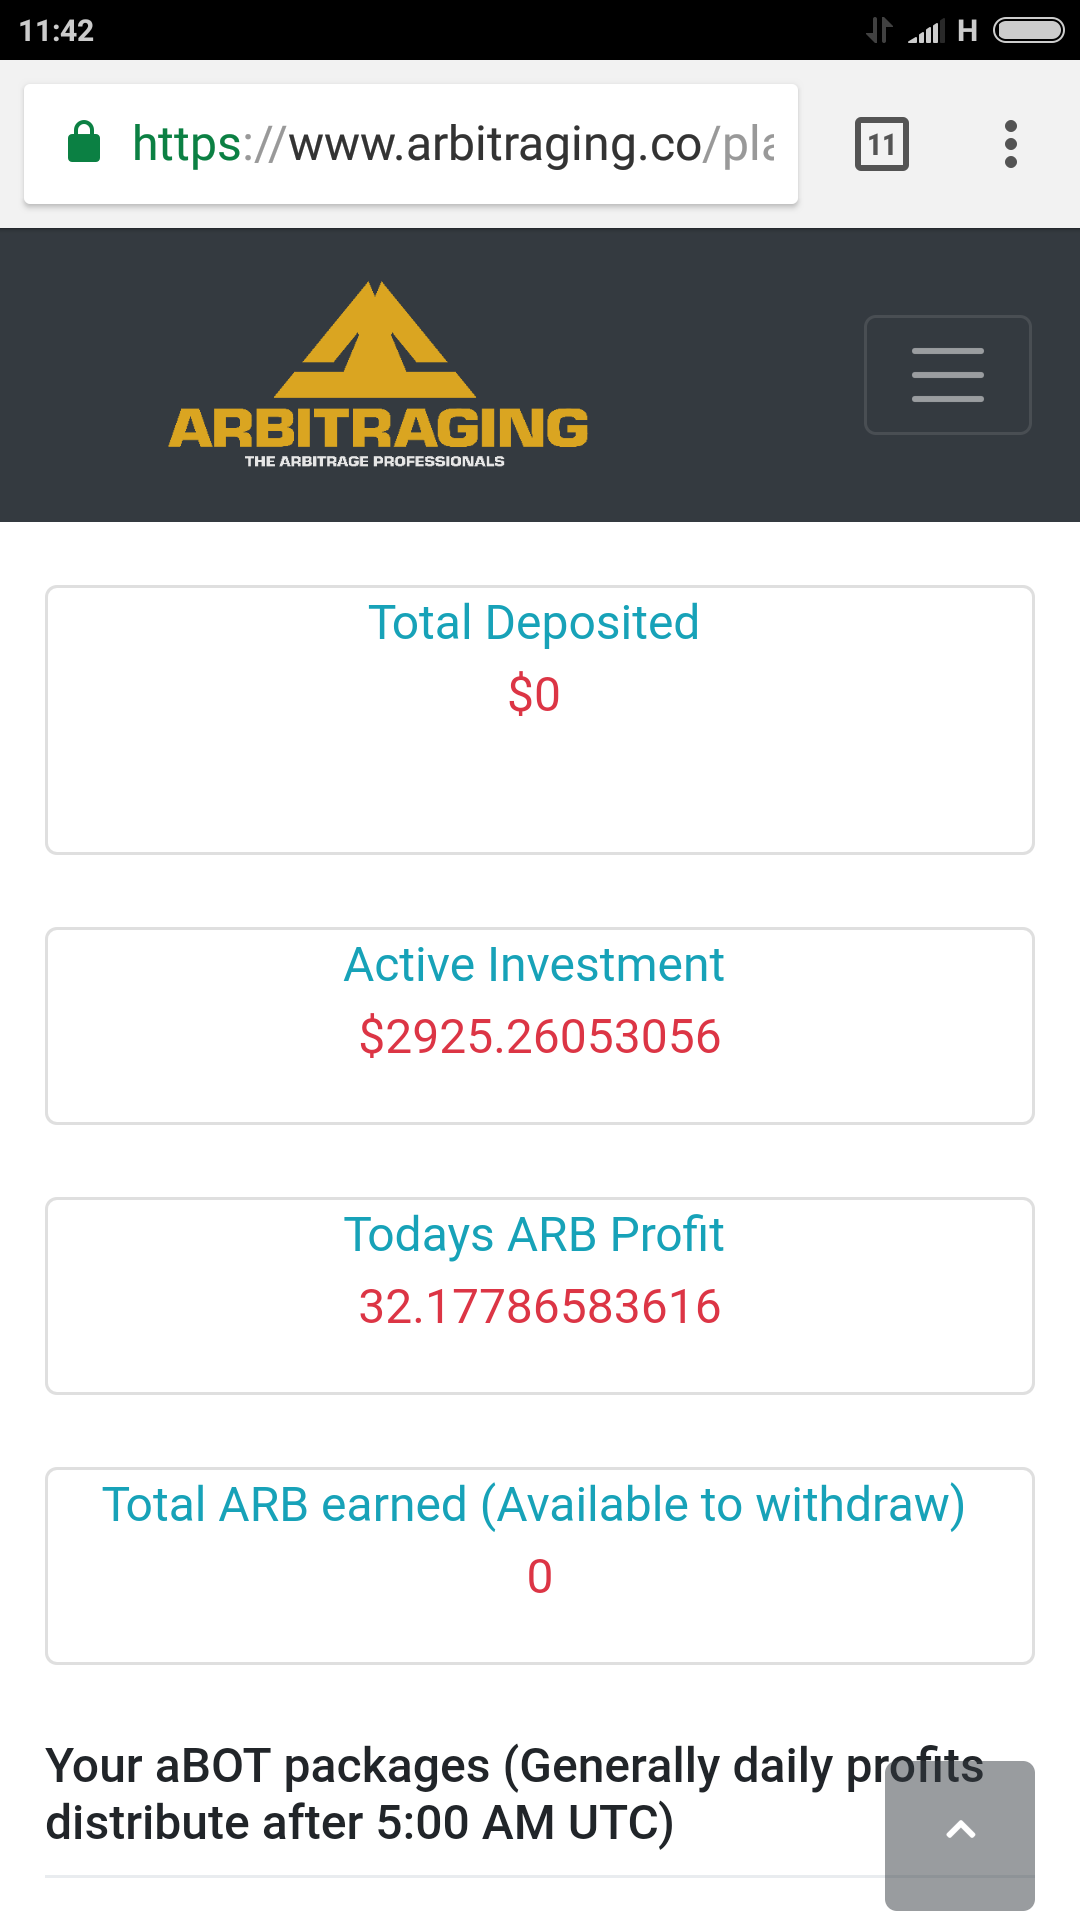 11:42
H
https://www.arbitraging.co/pla
11
ARBITRAGING
THE ARBITRAGE PROFESSIONALS
Total Deposited
$0
Active Investment
$2925.26053056
Todays ARB Profit
32.17786583616
Total ARB earned (Available to withdraw)
0
Your aBOT packages (Generally daily profits
distribute after 5:00 AM UTC)